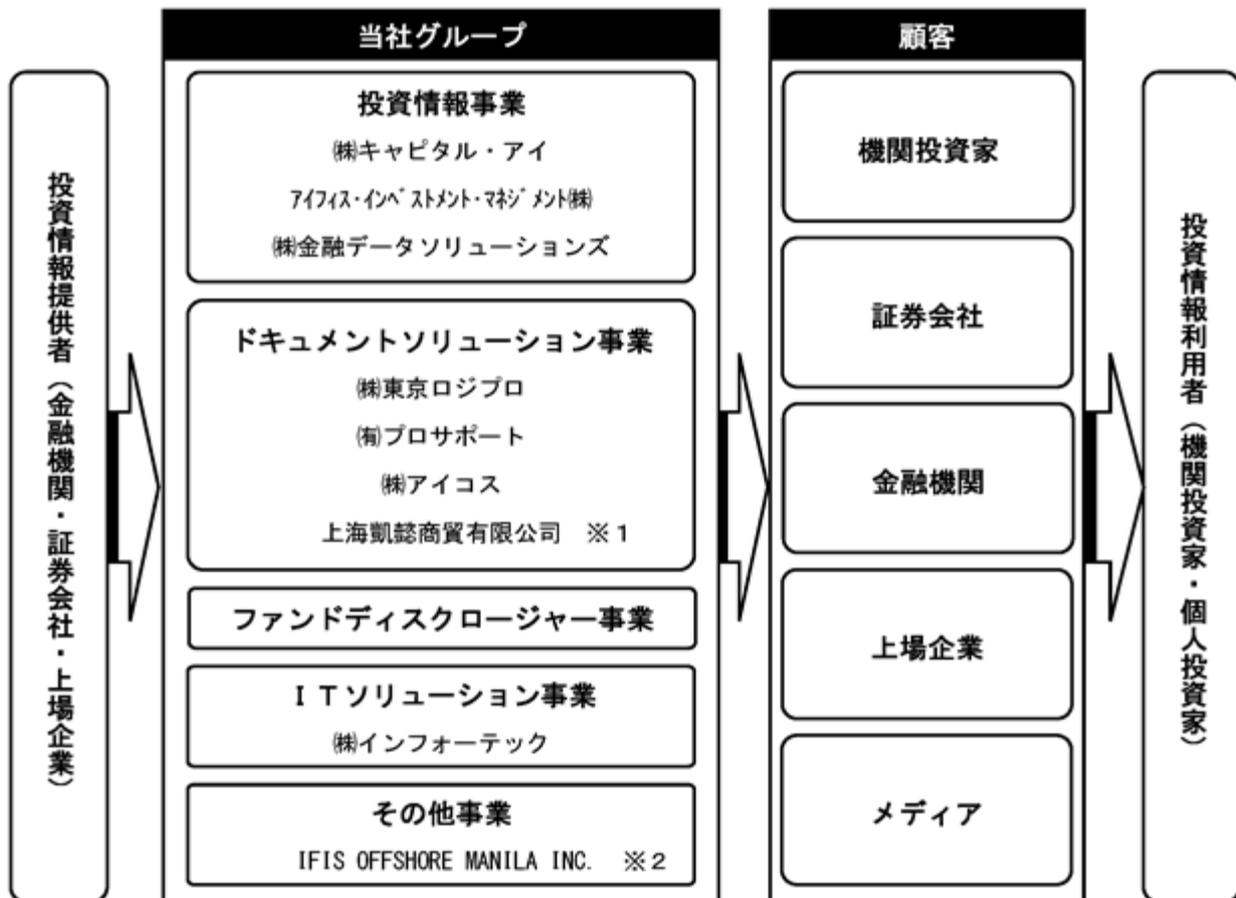 投資情報提供者（金融機関・証券会社・上場企業）
当社グループ
投資情報事業
㈱キャピタル・アイ
ｱｲﾌｨｽ・ｲﾝﾍﾞｽﾄﾒﾝﾄ・ﾏﾈｼﾞﾒﾝﾄ㈱
㈱金融データソリューションズ
ドキュメントソリューション事業
㈱東京ロジプロ
㈲プロサポート
㈱アイコス
上海凱懿商貿有限公司　※１
ファンドディスクロージャー事業
ＩＴソリューション事業
㈱インフォーテック
その他事業
IFIS OFFSHORE MANILA INC.　※２
顧客
機関投資家
証券会社
金融機関
上場企業
メディア
投資情報利用者（機関投資家・個人投資家）